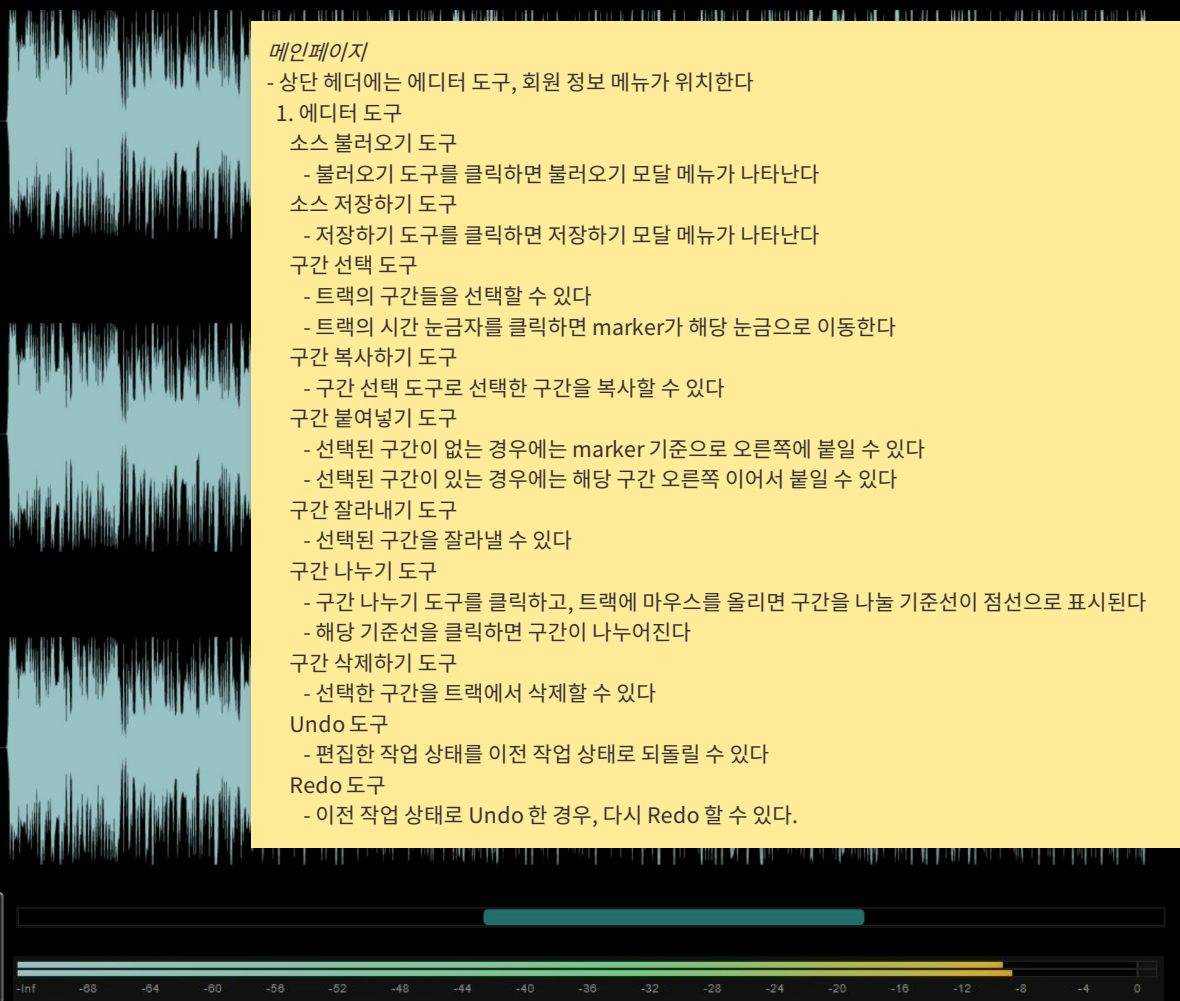 메인페이지
- 상단 헤더에는 에디터 도구, 회원 정보 메뉴가 위치한다
1. 에디터 도구
소스 불러오기 도구
- 불러오기 도구를 클릭하면 불러오기 모달 메뉴가 나타난다
소스 저장하기 도구
- 저장하기 도구를 클릭하면 저장하기 모달 메뉴가 나타난다
구간 선택 도구
- 트랙의 구간들을 선택할 수 있다
- 트랙의 시간 눈금자를 클릭하면 marker가 해당 눈금으로 이동한다
구간 복사하기 도구
- 구간 선택 도구로 선택한 구간을 복사할 수 있다
구간 붙여넣기 도구
- 선택된 구간이 없는 경우에는 marker 기준으로 오른쪽에 붙일 수 있다
- 선택된 구간이 있는 경우에는 해당 구간 오른쪽 이어서 붙일 수 있다
구간 잘라내기 도구
- 선택된 구간을 잘라낼 수 있다
구간 나누기 도구
- 구간 나누기 도구를 클릭하고, 트랙에 마우스를 올리면 구간을 나눌 기준선이 점선으로 표시된다
- 해당 기준선을 클릭하면 구간이 나누어진다
구간 삭제하기 도구
- 선택한 구간을 트랙에서 삭제할 수 있다
Undo 도구
- 편집한 작업 상태를 이전 작업 상태로 되돌릴 수 있다
Redo 도구
- 이전 작업 상태로 Undo 한 경우, 다시 Redo 할 수 있다.
-Inf -68 -64 -60 -56 -52 -48 -44 -40 -36 -32 -28 -24 -20 -16 -12 -8 -4 0